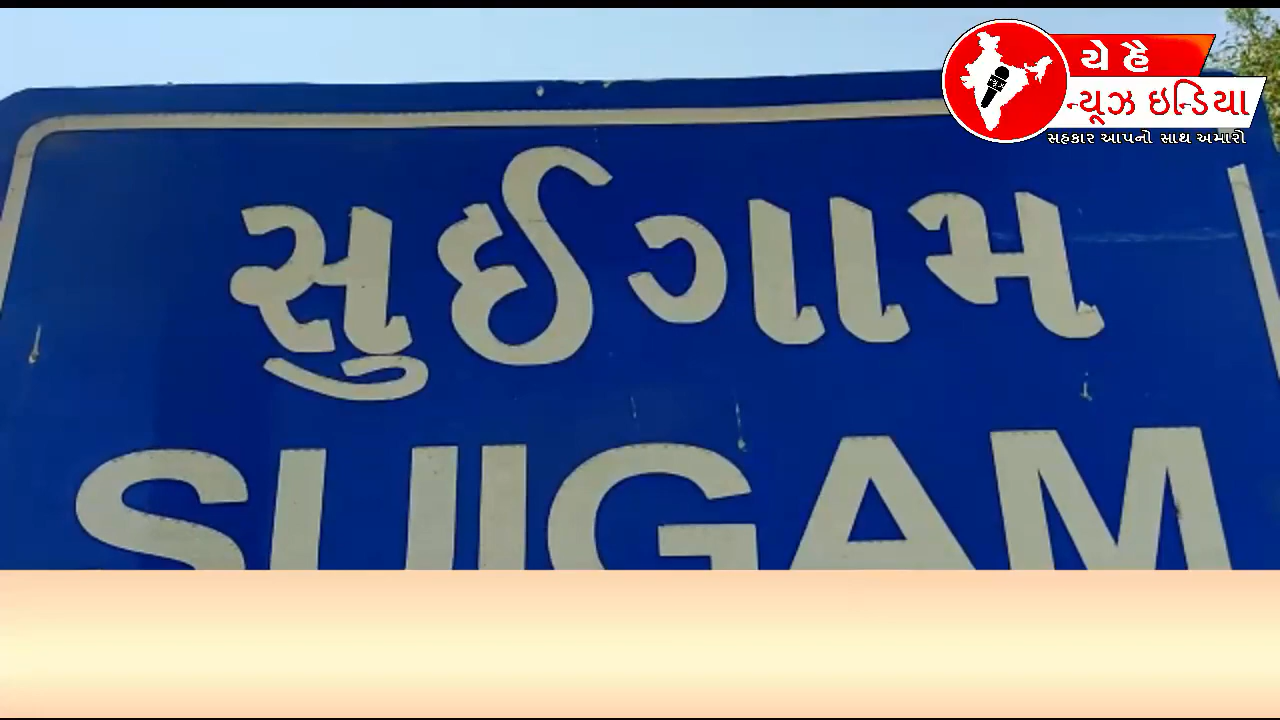 યે હૈ
ન્યૂઝ ઇન્ડિયા
સહકાર આપનો સાથ અમારો
સુઈગામ
SUIGAM